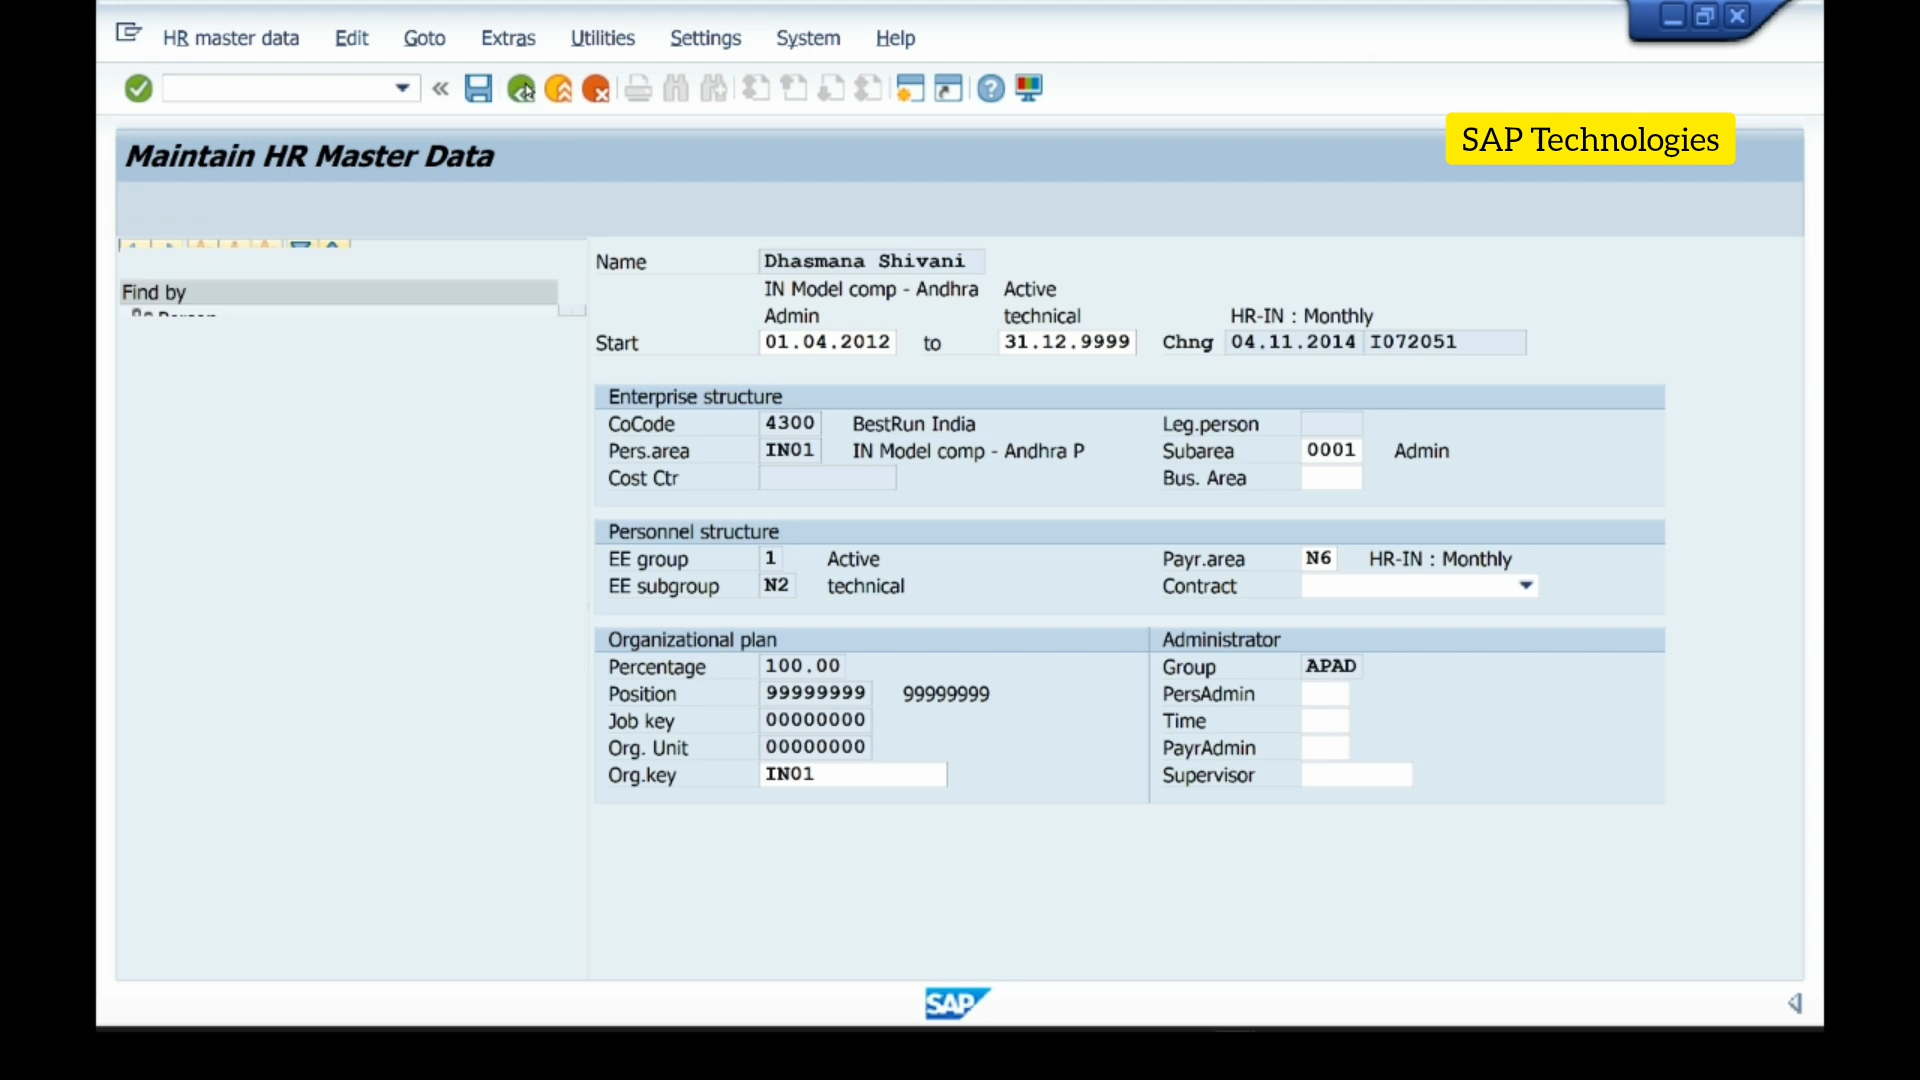 HR master data Edit Goto Extras Utilities Settings System Help
SAP Technologies
Maintain HR Master Data
Find by
Person
Name Dhasmana Shivani
IN Model comp - Andhra Active
Admin technical HR-IN : Monthly
Start 01.04.2012 to 31.12.9999 Chng 04.11.2014 I072051
Enterprise structure
CoCode 4300 BestRun India Leg.person
Pers.area IN01 IN Model comp - Andhra P Subarea 0001 Admin
Cost Ctr Bus. Area
Personnel structure
EE group 1 Active Payr.area N6 HR-IN : Monthly
EE subgroup N2 technical Contract
Organizational plan Administrator
Percentage 100.00 Group APAD
Position 99999999 99999999 PersAdmin
Job key 00000000 Time
Org. Unit 00000000 PayrAdmin
Org.key IN01 Supervisor
SAP